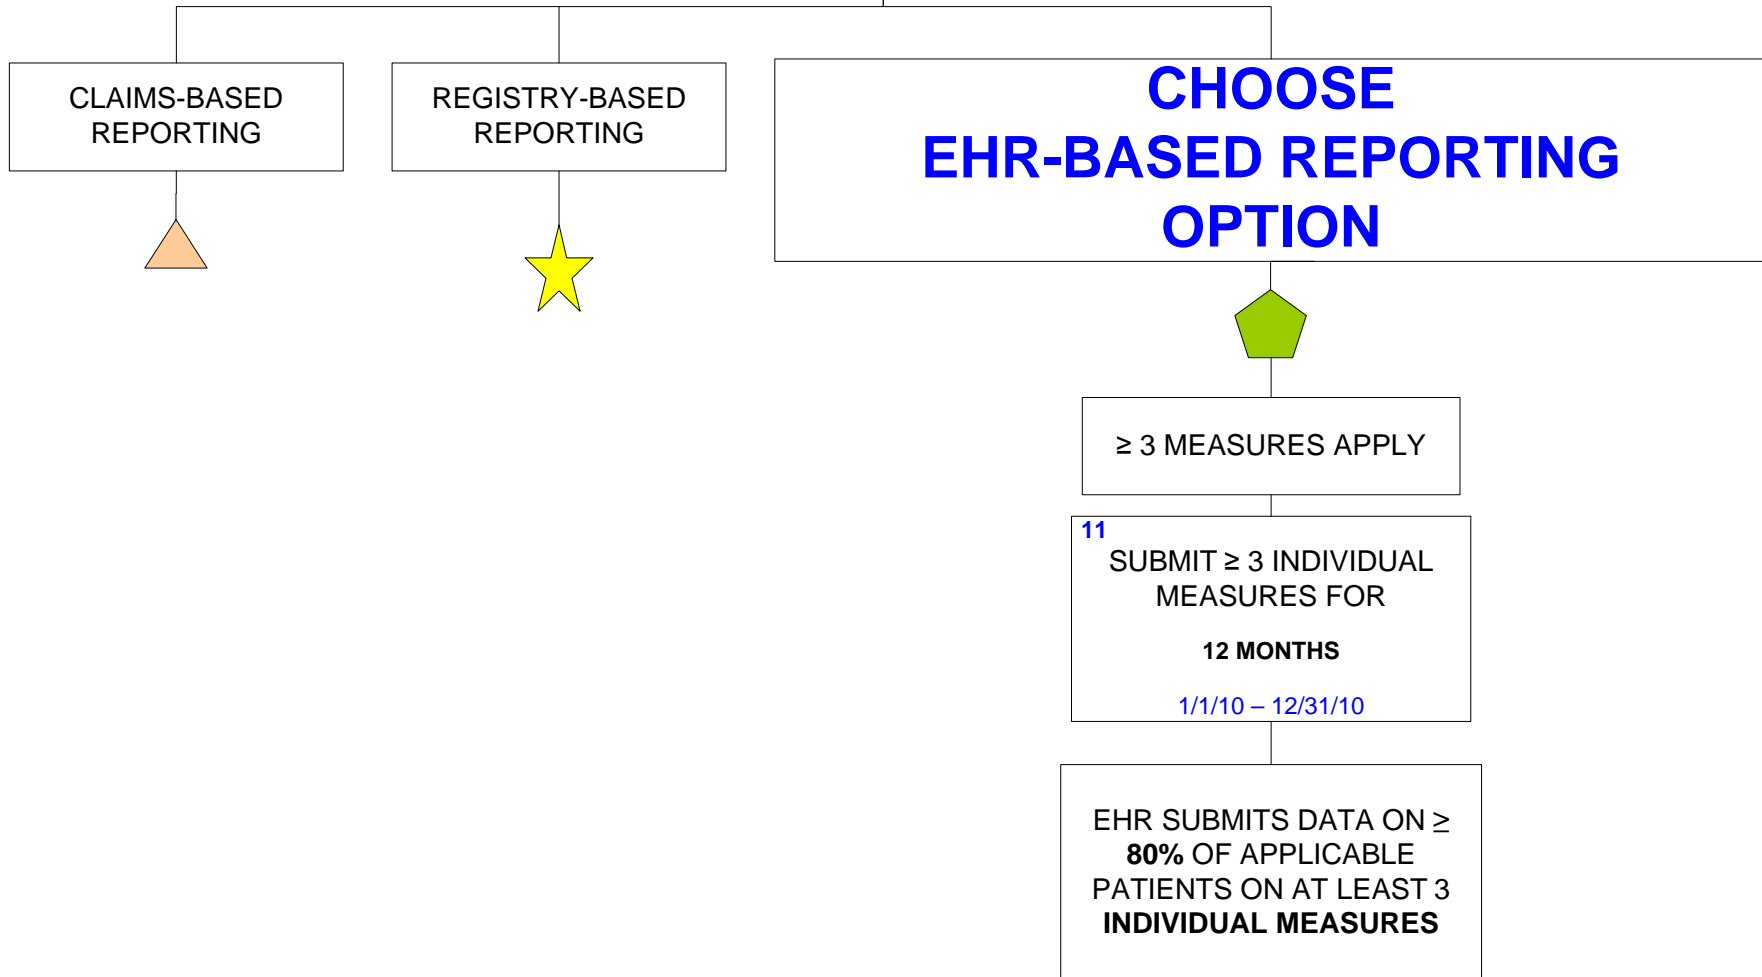 CLAIMS-BASED
REPORTING
REGISTRY-BASED
REPORTING
CHOOSE
EHR-BASED REPORTING
OPTION
≥ 3 MEASURES APPLY
11
SUBMIT ≥ 3 INDIVIDUAL
MEASURES FOR
12 MONTHS
1/1/10 – 12/31/10
EHR SUBMITS DATA ON ≥
80% OF APPLICABLE
PATIENTS ON AT LEAST 3
INDIVIDUAL MEASURES